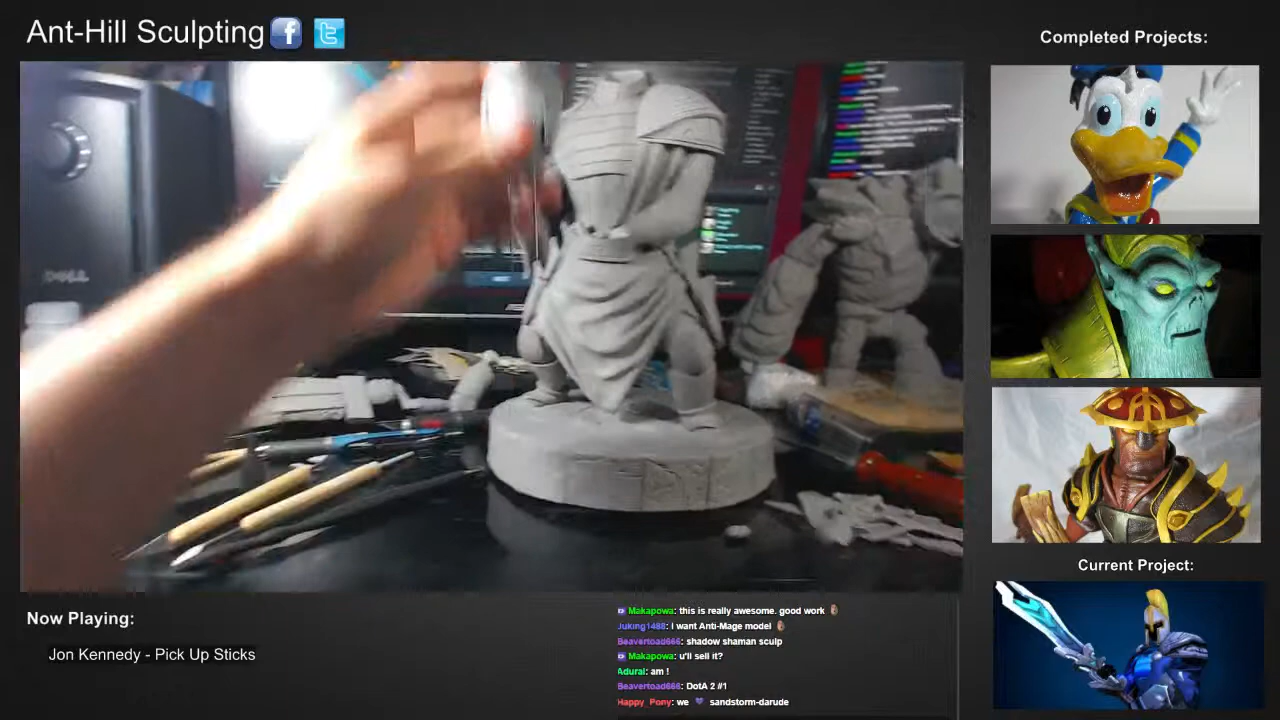 Ant-Hill Sculpting
Completed Projects:
DELL
Current Project:
Now Playing:
Jon Kennedy - Pick Up Sticks
Makapowa: this is really awesome. good work
Juking1488: i want Anti-Mage model
Beavertoad666: shadow shaman sculp
Makapowa: u'll sell it?
Adural: am !
Beavertoad666: DotA 2 #1
Happy_Pony: we sandstorm-darude